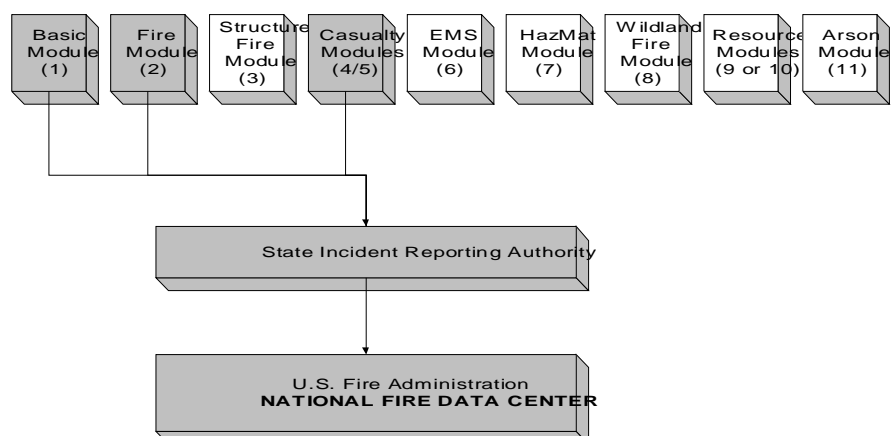 Basic
Module
(1)
Fire
Module
(2)
Structure
Fire
Module
(3)
Casualty
Modules
(4/5)
EMS
Module
(6)
HazMat
Module
(7)
Wildland
Fire
Module
(8)
Resource
Modules
(9 or 10)
Arson
Module
(11)
State Incident Reporting Authority
U.S. Fire Administration
NATIONAL FIRE DATA CENTER